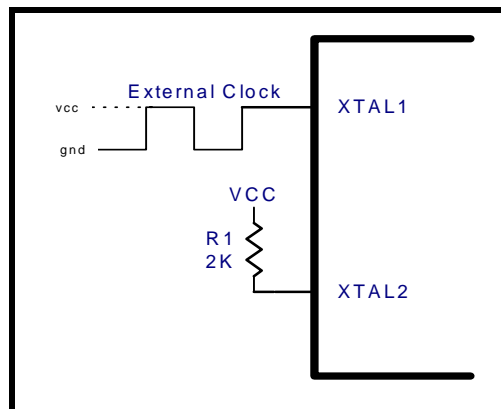 External Clock
vcc
XTAL1
gnd
VCC
R1
2K
XTAL2